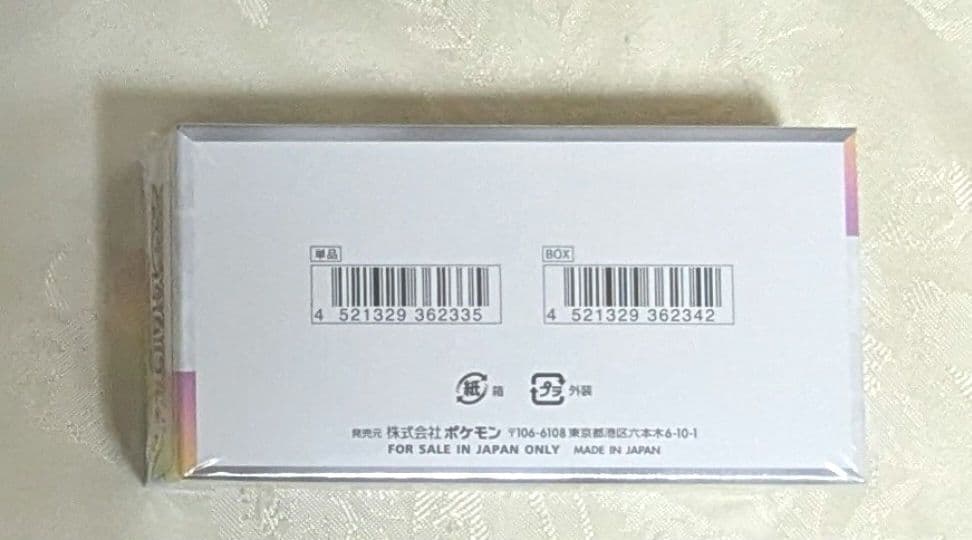 単品
4 521329 362335
BOX
4 521329 362342
紙 箱
プラ 外装
発売元 株式会社 ポケモン 〒106-6108 東京都港区六本木6-10-1
FOR SALE IN JAPAN ONLY MADE IN JAPAN